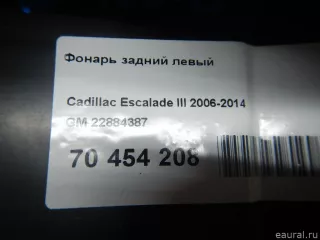 Фонарь задний левый
Cadillac Escalade III 2006-2014
GM 22884387
70 454 208
eaural.ru